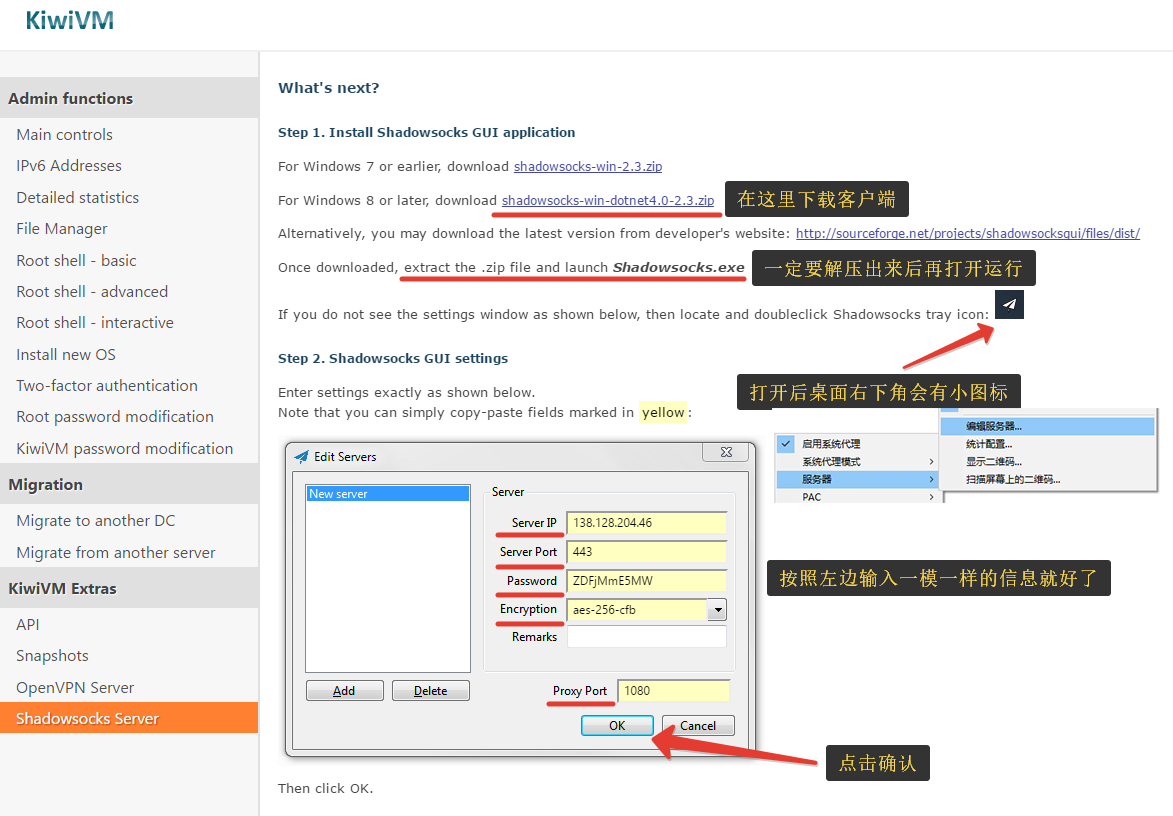 KiwiVM
Admin functions
Main controls
IPv6 Addresses
Detailed statistics
File Manager
Root shell - basic
Root shell - advanced
Root shell - interactive
Install new OS
Two-factor authentication
Root password modification
KiwiVM password modification
Migration
Migrate to another DC
Migrate from another server
KiwiVM Extras
API
Snapshots
OpenVPN Server
Shadowsocks Server
What's next?
Step 1. Install Shadowsocks GUI application
For Windows 7 or earlier, download shadowsocks-win-2.3.zip
For Windows 8 or later, download shadowsocks-win-dotnet4.0-2.3.zip
在这里下载客户端
Alternatively, you may download the latest version from developer's website: http://sourceforge.net/projects/shadowsocksgui/files/dist/
Once downloaded, extract the .zip file and launch Shadowsocks.exe
一定要解压出来后再打开运行
If you do not see the settings window as shown below, then locate and doubleclick Shadowsocks tray icon:
Step 2. Shadowsocks GUI settings
打开后桌面右下角会有小图标
Enter settings exactly as shown below.
Note that you can simply copy-paste fields marked in yellow:
启用系统代理
系统代理模式
服务器
PAC
编辑服务器...
统计配置...
显示二维码...
扫描屏幕上的二维码...
Edit Servers
New server
Server
Server IP 138.128.204.46
Server Port 443
Password ZDFjMmE5MW
Encryption aes-256-cfb
Remarks
按照左边输入一模一样的信息就好了
Add Delete
Proxy Port 1080
OK Cancel
点击确认
Then click OK.